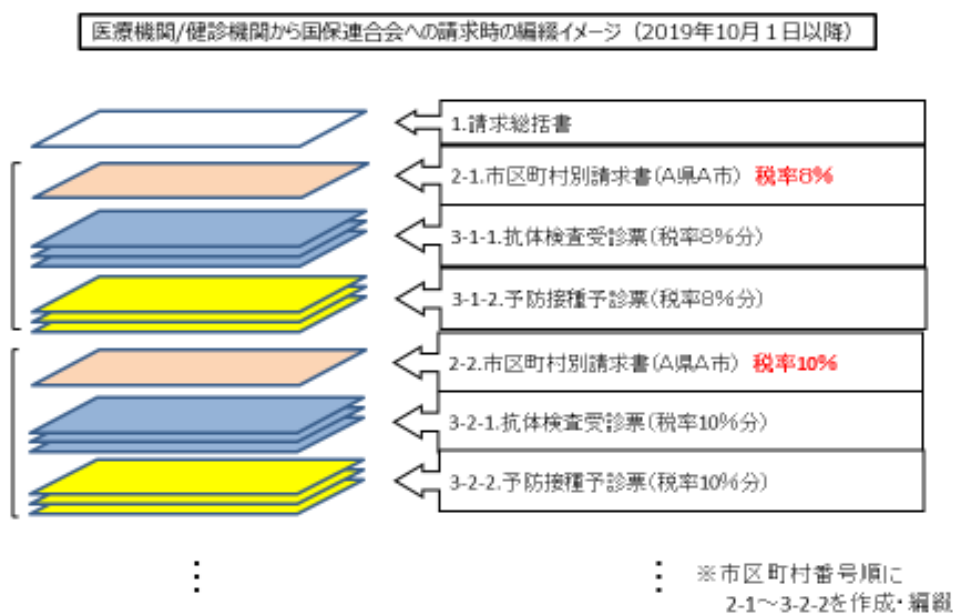 医療機関/健診機関から国保連合会への請求時の編綴イメージ（2019年10月１日以降）
1.請求総括書
2-1.市区町村別請求書(A県A市)　税率8%
3-1-1.抗体検査受診票(税率8%分)
3-1-2.予防接種予診票(税率8%分)
2-2.市区町村別請求書(A県A市)　税率10%
3-2-1.抗体検査受診票(税率10%分)
3-2-2.予防接種予診票(税率10%分)
※市区町村番号順に
2-1～3-2-2を作成・編綴